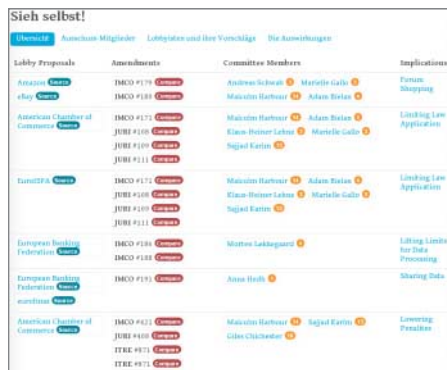 Sieh selbst!
Übersicht Ausschuss Mitglieder Lobbyisten und ihre Vorschläge Die Auswirkungen
Lobby Proposals Amendments Committee Members Implications
Amazon Source IMCO #179 Compare Andreas Schwab Marielle Gallo Forum
eBay Source IMCO #180 Compare Malcolm Harbour Adam Bielan Shopping
American Chamber of IMCO #171 Compare Malcolm Harbour Adam Bielan Limiting Law
Commerce Source JURI #108 Compare Klaus-Heiner Lehne Marielle Gallo Application
JURI #109 Compare Sajjad Karim
JURI #111 Compare
EuroISPA Source IMCO #171 Compare Malcolm Harbour Adam Bielan Limiting Law
JURI #108 Compare Klaus-Heiner Lehne Marielle Gallo Application
JURI #109 Compare Sajjad Karim
JURI #111 Compare
European Banking IMCO #186 Compare Morten Løkkegaard Lifting Limits
Federation Source IMCO #188 Compare for Data
Processing
European Banking IMCO #191 Compare Anna Hedh Sharing Data
Federation Source
eurofinas Source
American Chamber of IMCO #421 Compare Malcolm Harbour Sajjad Karim Lowering
Commerce Source JURI #400 Compare Giles Chichester Penalties
ITRE #871 Compare
ITRE #873 Compare